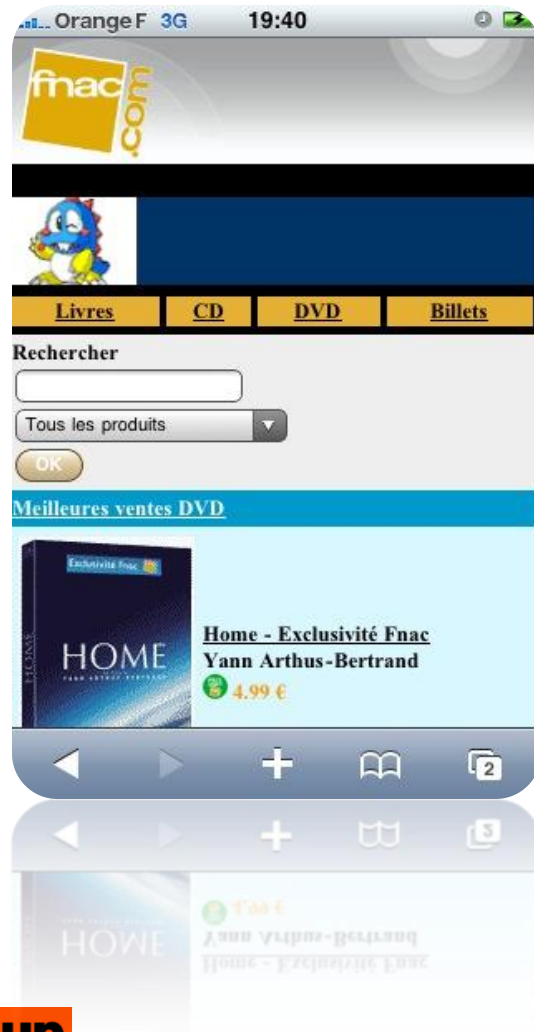 Orange F 3G 19:40
fnac
.com
Livres CD DVD Billets
Rechercher
Tous les produits
OK
Meilleures ventes DVD
Exclusivité Fnac
HOME
HOME
YANN ARTHUS-BERTRAND
Home - Exclusivité Fnac
Yann Arthus-Bertrand
4.99 €
2